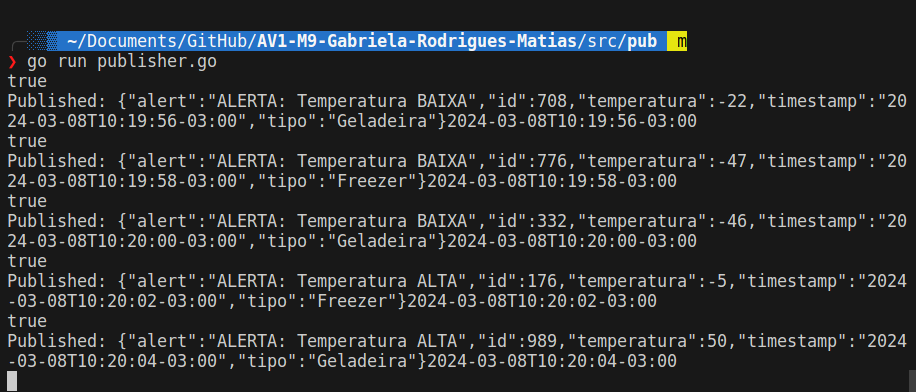 ~/Documents/GitHub/AV1-M9-Gabriela-Rodrigues-Matias/src/pub m
❯ go run publisher.go
true
Published: {"alert":"ALERTA: Temperatura BAIXA","id":708,"temperatura":-22,"timestamp":"20
24-03-08T10:19:56-03:00","tipo":"Geladeira"}2024-03-08T10:19:56-03:00
true
Published: {"alert":"ALERTA: Temperatura BAIXA","id":776,"temperatura":-47,"timestamp":"20
24-03-08T10:19:58-03:00","tipo":"Freezer"}2024-03-08T10:19:58-03:00
true
Published: {"alert":"ALERTA: Temperatura BAIXA","id":332,"temperatura":-46,"timestamp":"20
24-03-08T10:20:00-03:00","tipo":"Geladeira"}2024-03-08T10:20:00-03:00
true
Published: {"alert":"ALERTA: Temperatura ALTA","id":176,"temperatura":-5,"timestamp":"2024
-03-08T10:20:02-03:00","tipo":"Freezer"}2024-03-08T10:20:02-03:00
true
Published: {"alert":"ALERTA: Temperatura ALTA","id":989,"temperatura":50,"timestamp":"2024
-03-08T10:20:04-03:00","tipo":"Geladeira"}2024-03-08T10:20:04-03:00